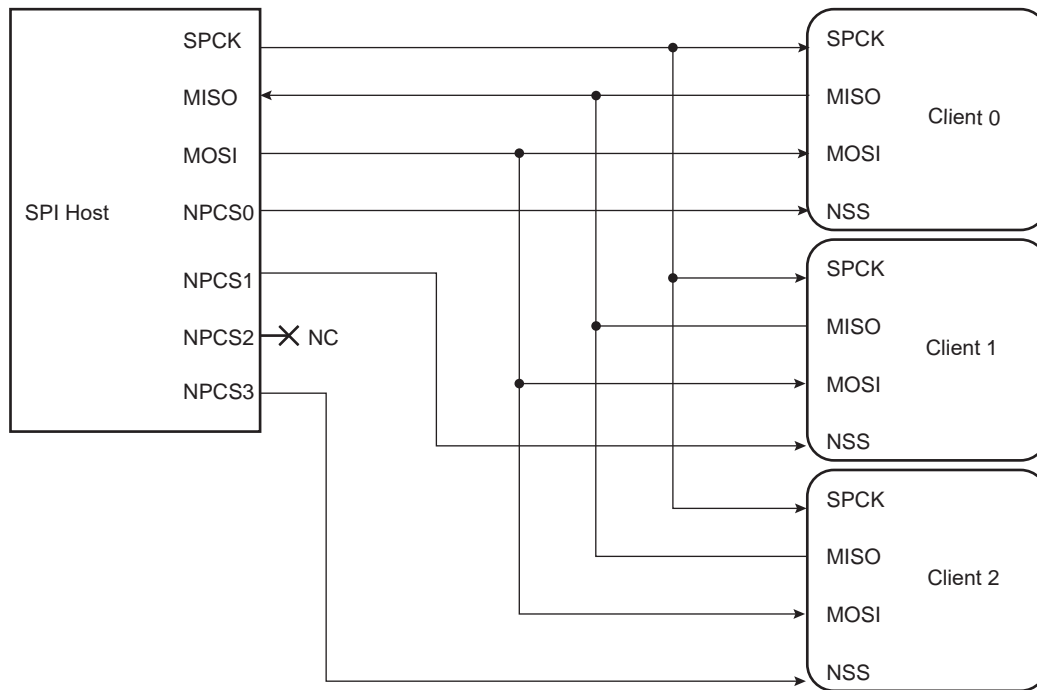 SPI Host
SPCK
MISO
MOSI
NPCS0
NPCS1
NPCS2
NC
NPCS3
SPCK
MISO
Client 0
MOSI
NSS
SPCK
MISO
Client 1
MOSI
NSS
SPCK
MISO
Client 2
MOSI
NSS